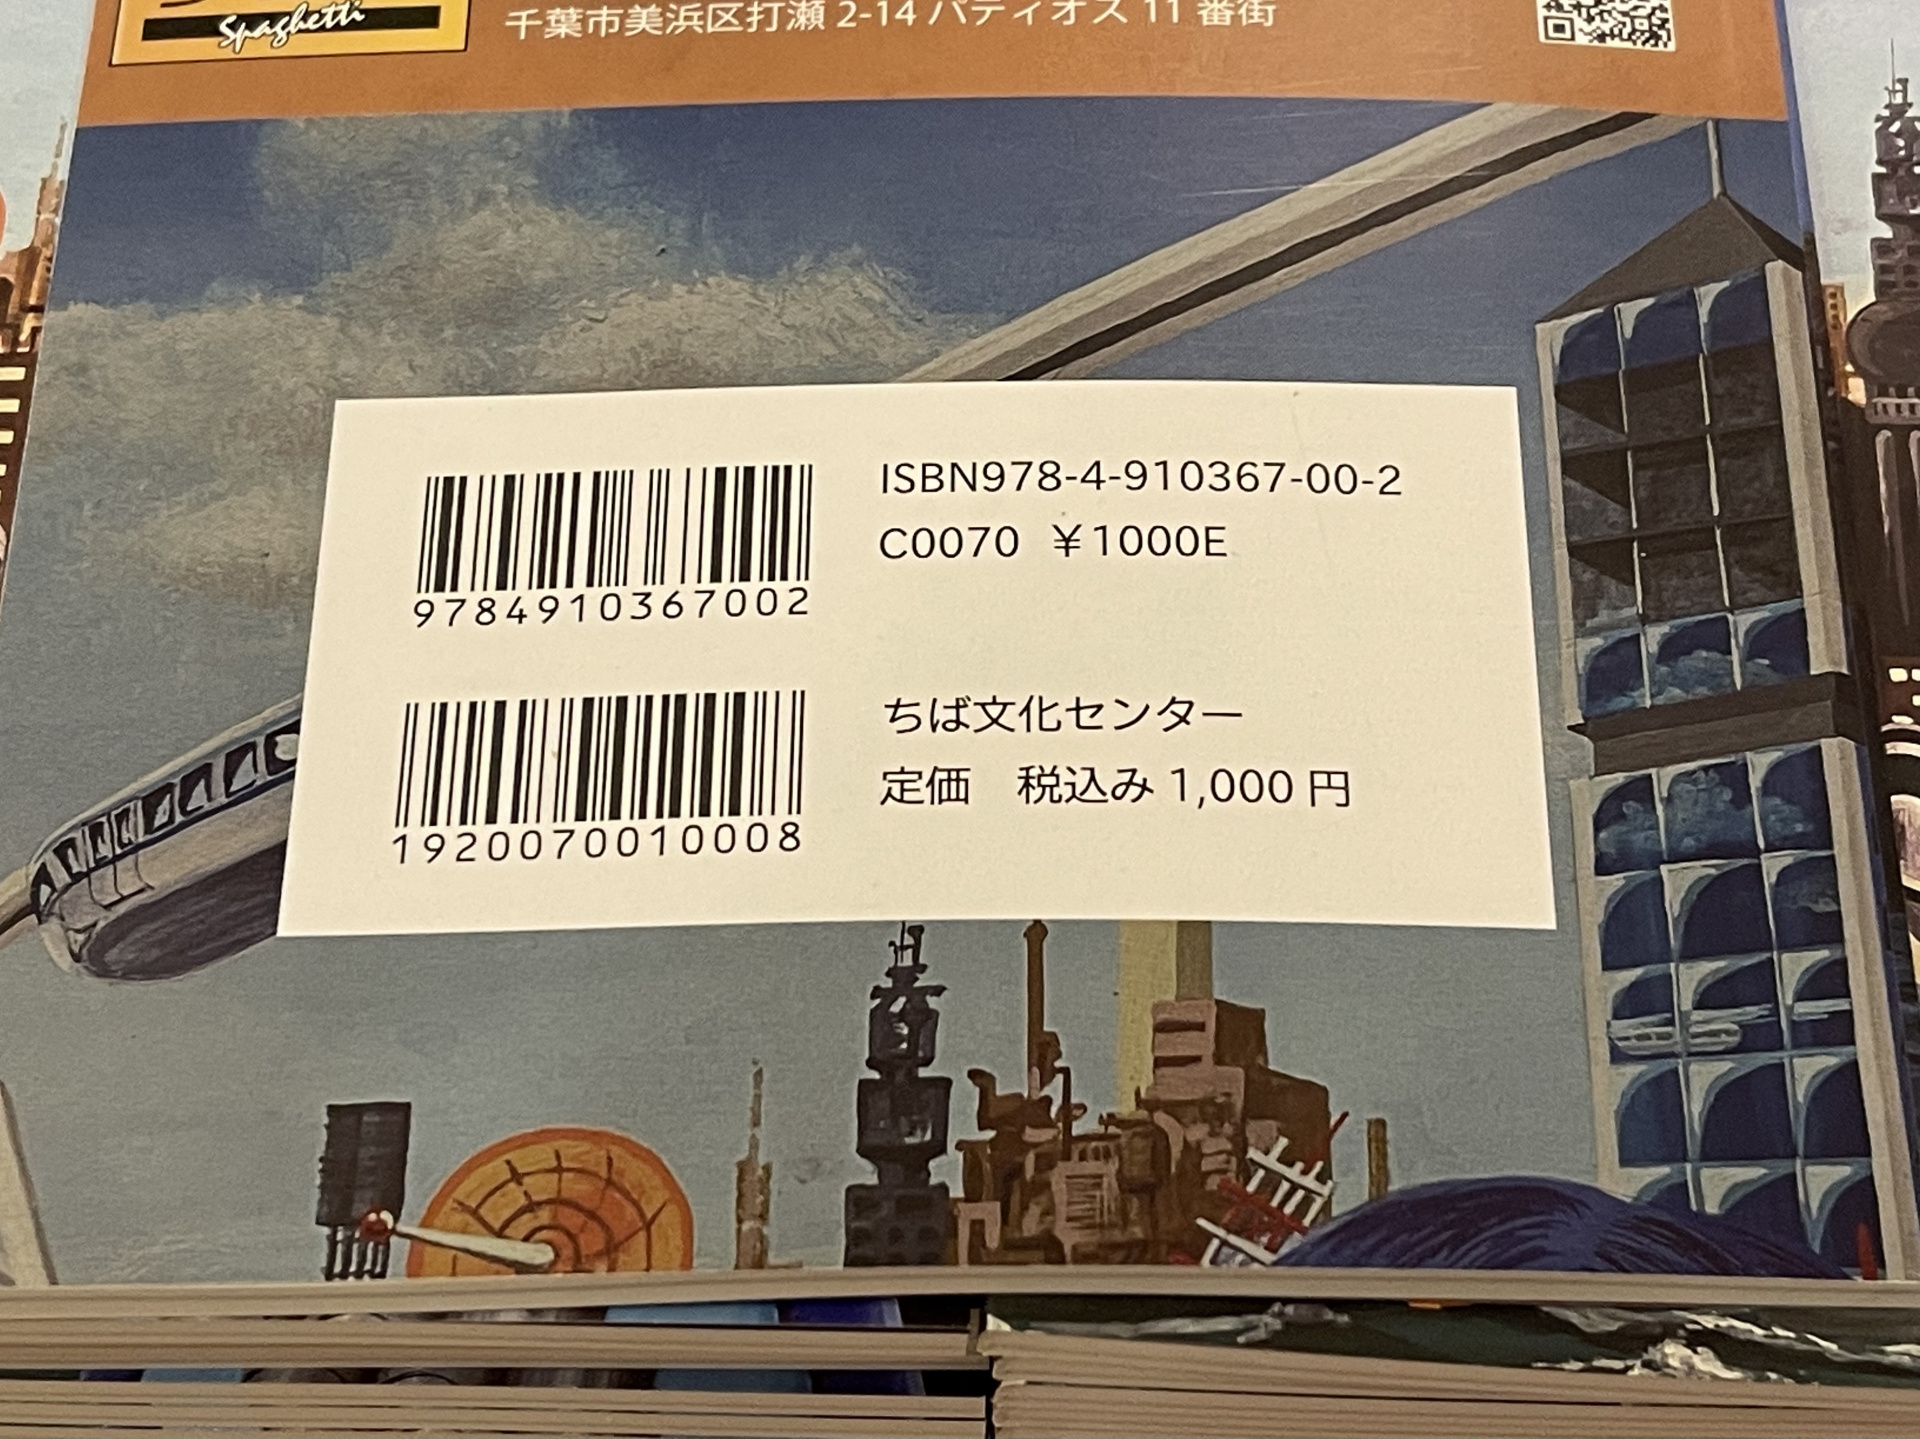 Spaghetti
千葉市美浜区打瀬 2-14 パティオス 11 番街
ISBN978-4-910367-00-2
C0070 ¥1000E
9784910367002
ちば文化センター
定価　税込み 1,000 円
1920070010008